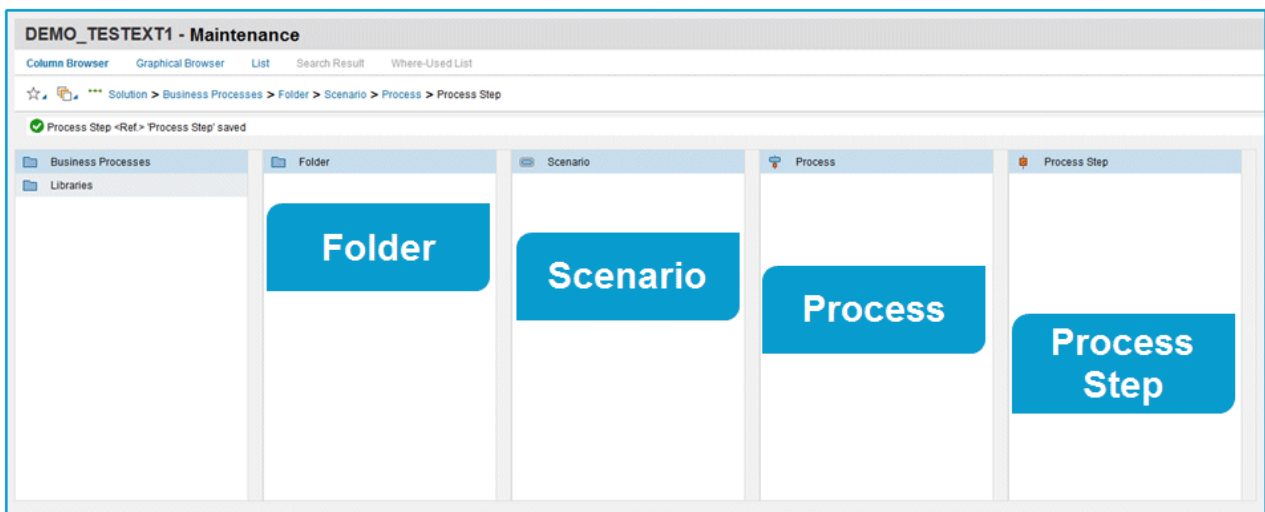 DEMO_TESTEXT1 - Maintenance
Column Browser Graphical Browser List Search Result Where-Used List
Solution > Business Processes > Folder > Scenario > Process > Process Step
Process Step <Ref.> 'Process Step' saved
Business Processes Folder Scenario Process Process Step
Libraries
Folder
Scenario
Process
Process
Step